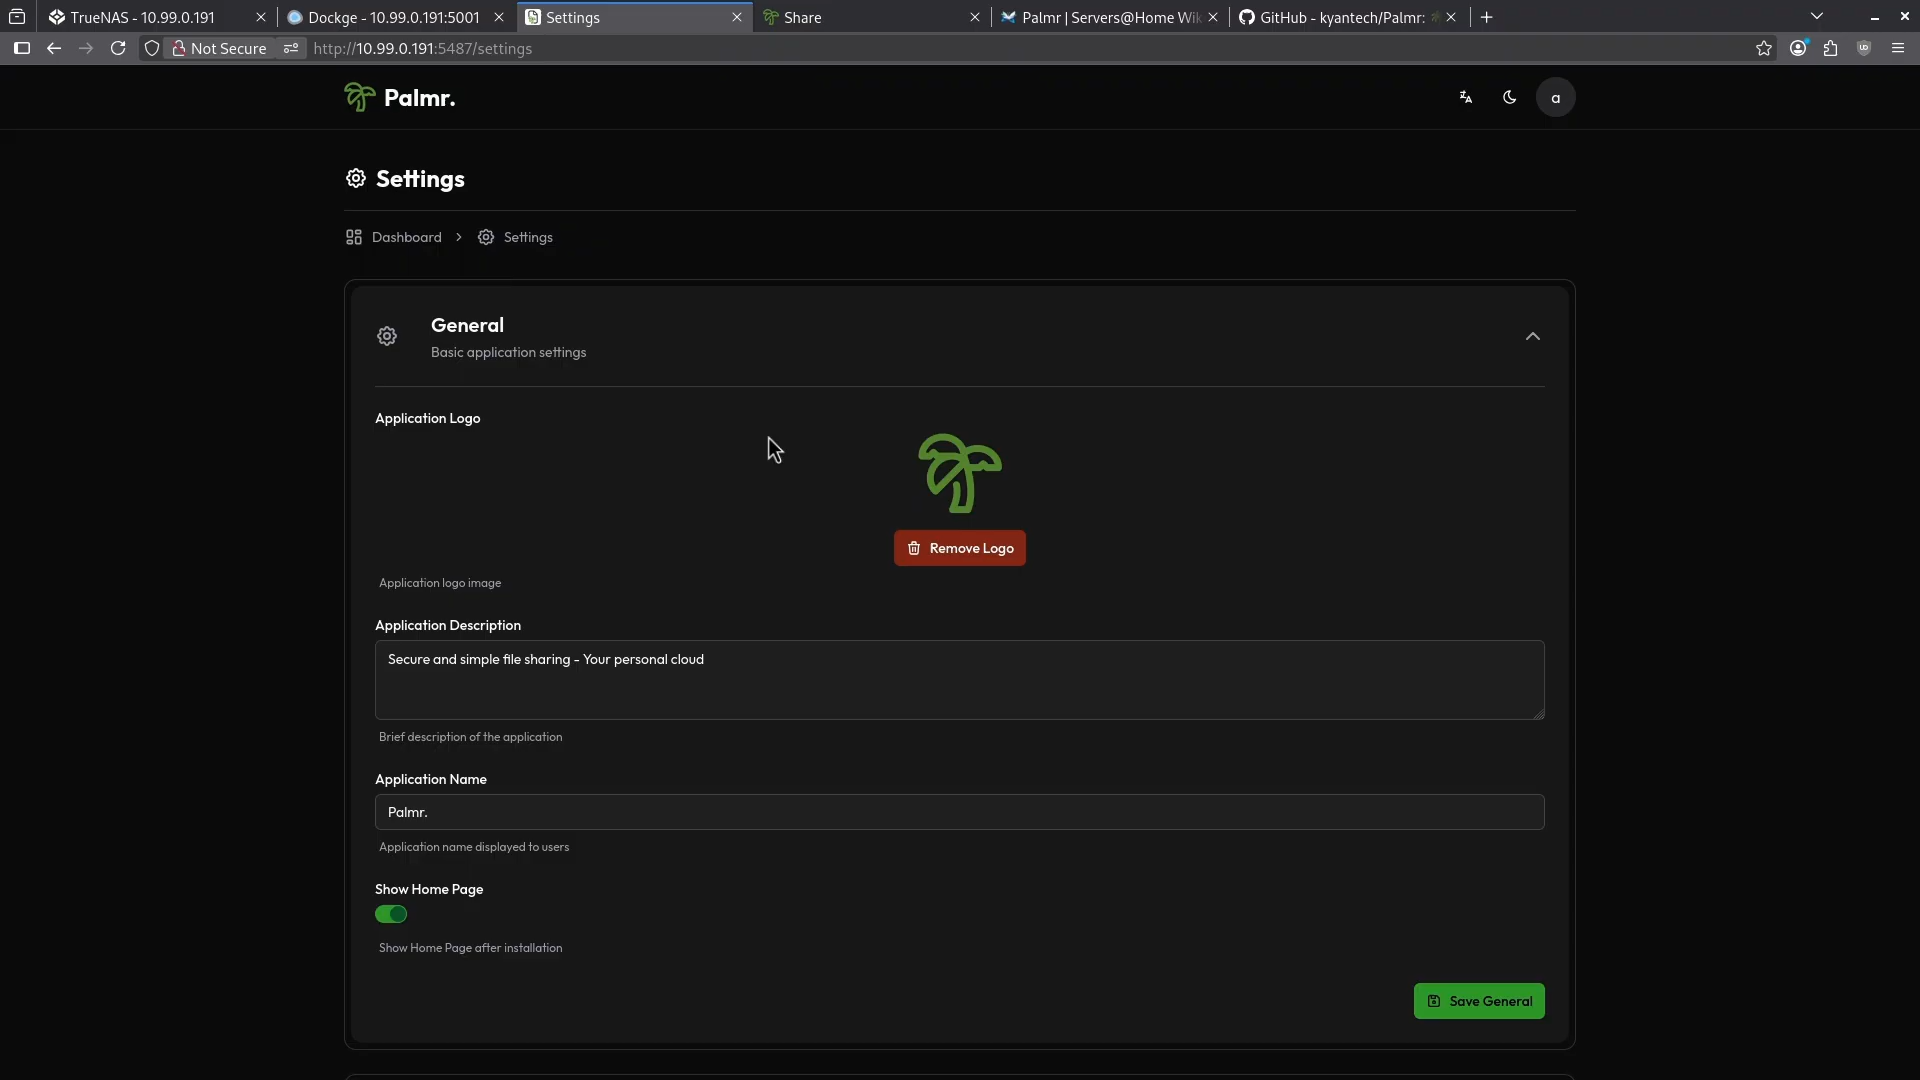 TrueNAS - 10.99.0.191
Dockge - 10.99.0.191:5001
Settings
Share
Palmr | Servers@Home Wik
GitHub - kyantech/Palmr:
Not Secure
http://10.99.0.191:5487/settings
Palmr.
a
Settings
Dashboard
Settings
General
Basic application settings
Application Logo
Remove Logo
Application logo image
Application Description
Secure and simple file sharing - Your personal cloud
Brief description of the application
Application Name
Palmr.
Application name displayed to users
Show Home Page
Show Home Page after installation
Save General